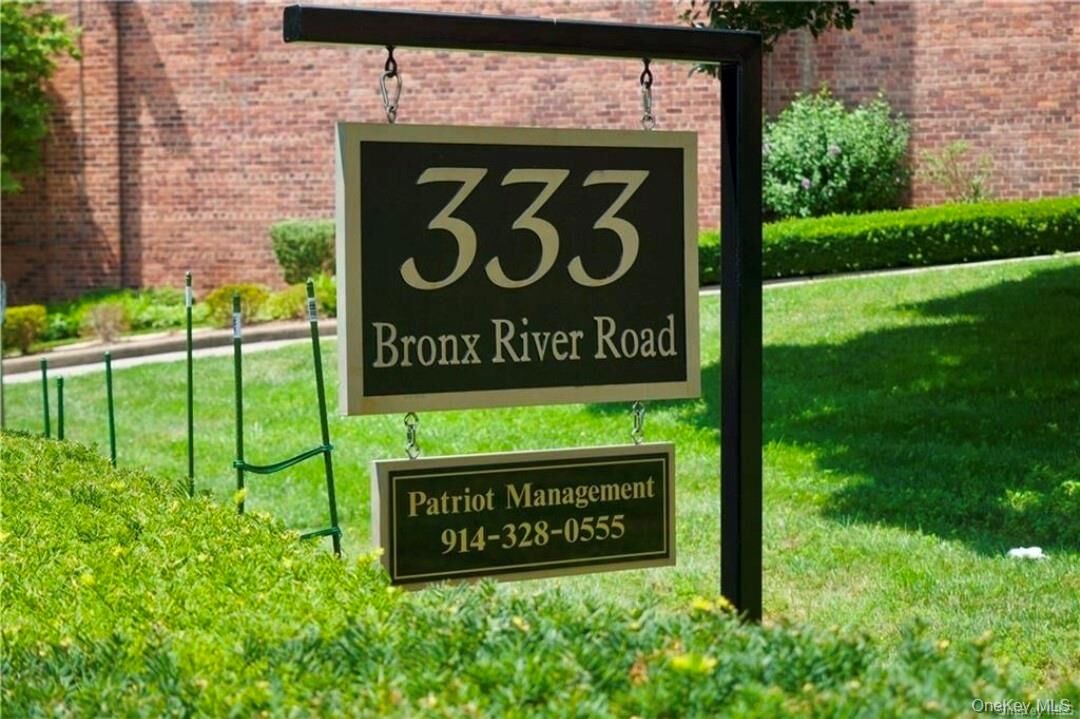 333
Bronx River Road
Patriot Management
914-328-0555
OneKey MLS